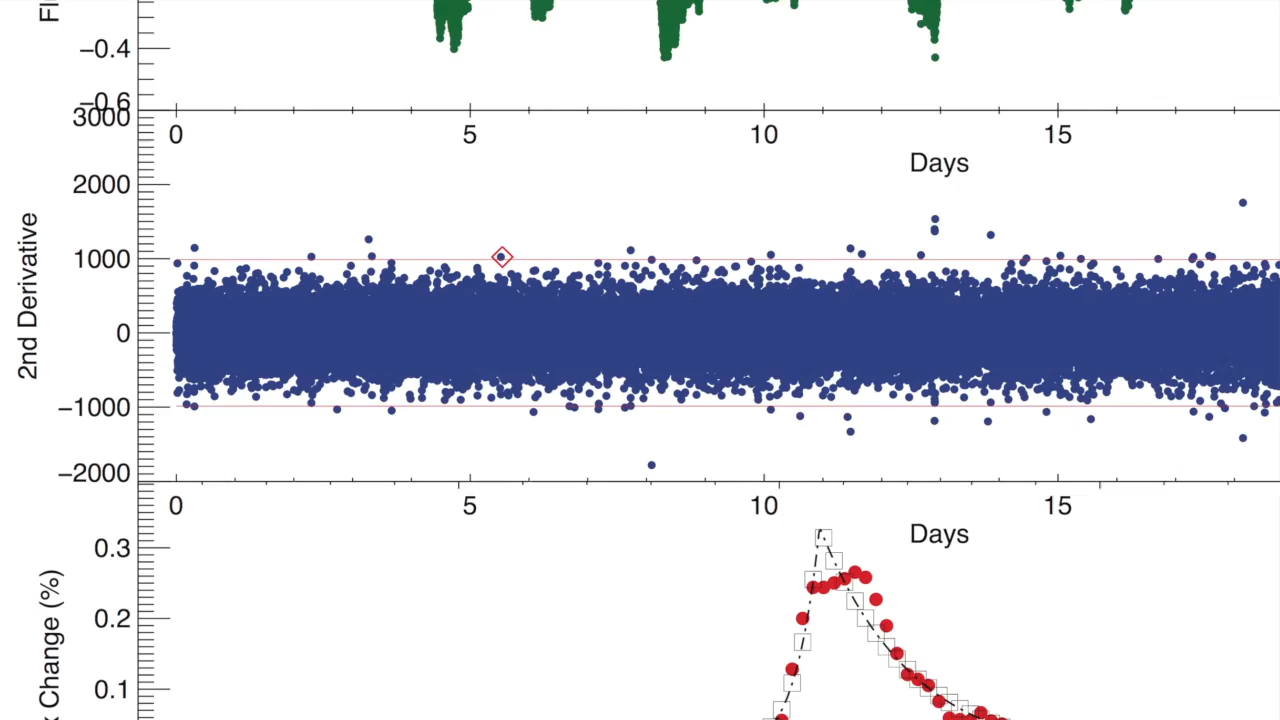 −0.4
−0.6
0 5 10 15
Days
3000
2000
1000
0
−1000
−2000
2nd Derivative
0 5 10 15
Days
0.3
0.2
0.1
Change (%)